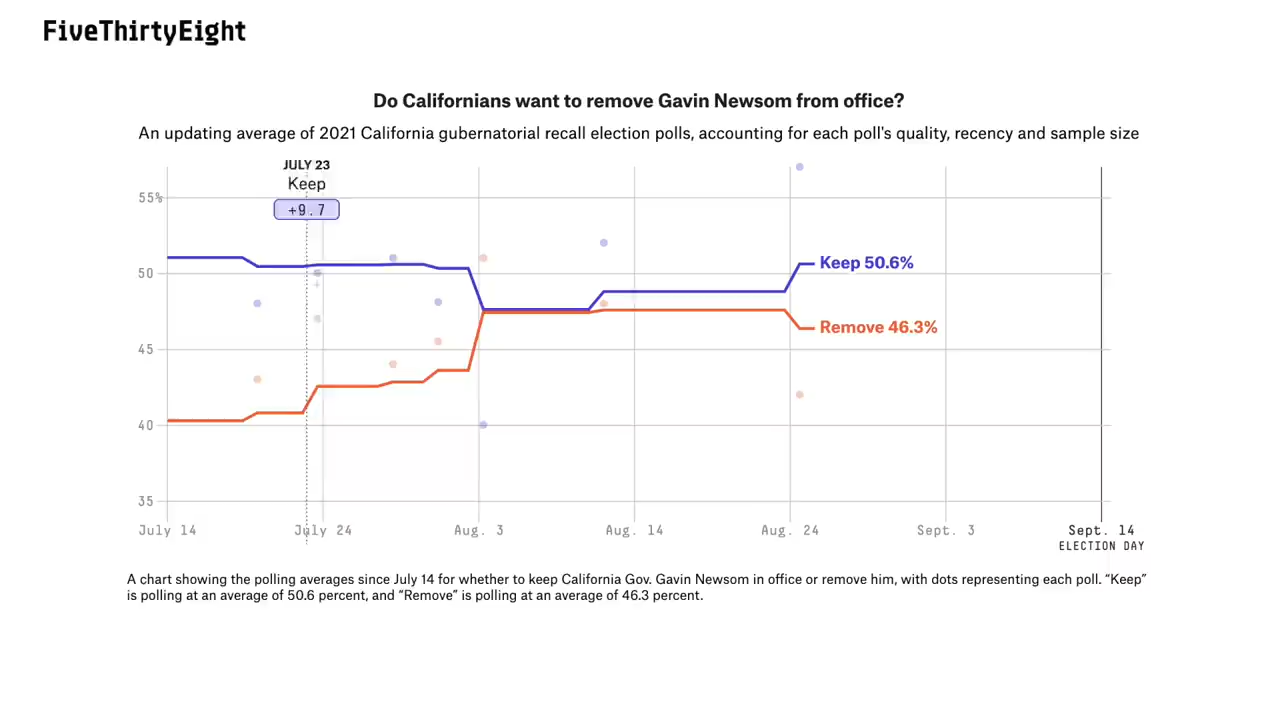 FiveThirtyEight
Do Californians want to remove Gavin Newsom from office?
An updating average of 2021 California gubernatorial recall election polls, accounting for each poll's quality, recency and sample size
JULY 23
Keep
+9.7
55%
50
45
40
35
Keep 50.6%
Remove 46.3%
July 14
July 24
Aug. 3
Aug. 14
Aug. 24
Sept. 3
Sept. 14
ELECTION DAY
A chart showing the polling averages since July 14 for whether to keep California Gov. Gavin Newsom in office or remove him, with dots representing each poll. “Keep”
is polling at an average of 50.6 percent, and “Remove” is polling at an average of 46.3 percent.